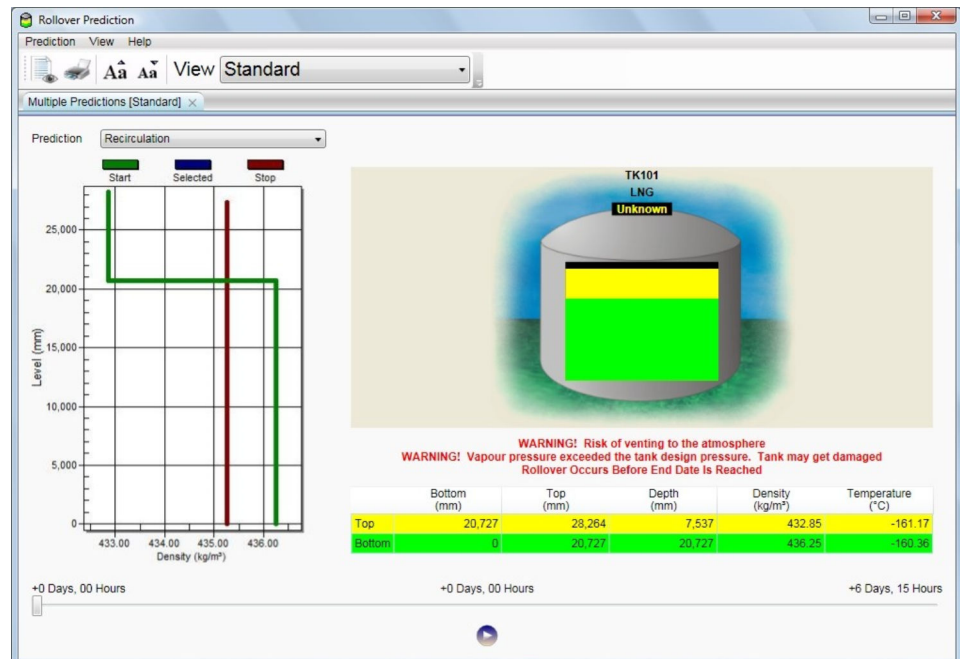 Rollover Prediction
Prediction View Help
Aa Aa View Standard
Multiple Predictions [Standard]
Prediction Recirculation
Start Selected Stop
25,000
20,000
15,000
10,000
5,000
0
Level (mm)
433.00 434.00 435.00 436.00
Density (kg/m³)
TK101
LNG
Unknown
WARNING! Risk of venting to the atmosphere
WARNING! Vapour pressure exceeded the tank design pressure. Tank may get damaged
Rollover Occurs Before End Date Is Reached
Bottom (mm) Top (mm) Depth (mm) Density (kg/m³) Temperature (°C)
Top 20,727 28,264 7,537 432.85 -161.17
Bottom 0 20,727 20,727 436.25 -160.36
+0 Days, 00 Hours +0 Days, 00 Hours +6 Days, 15 Hours